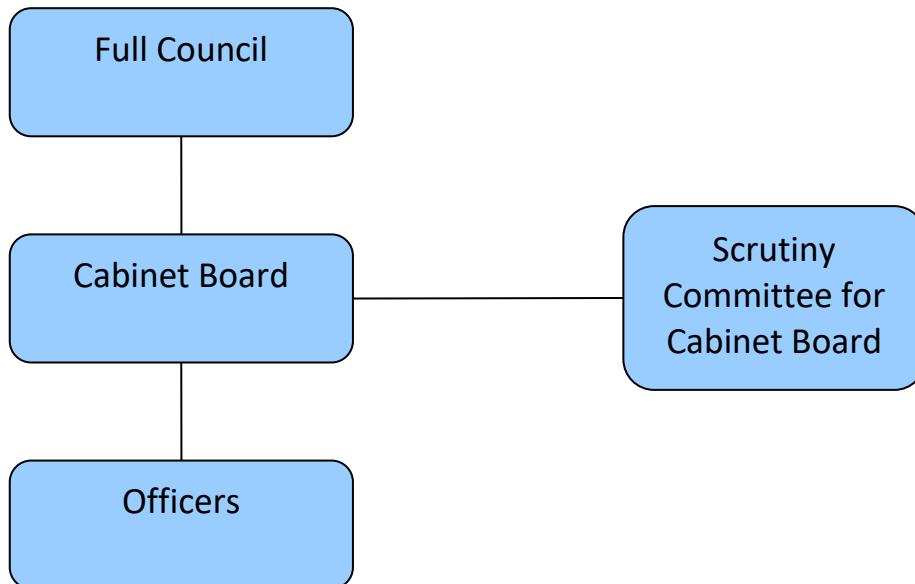 Full Council
Cabinet Board
Scrutiny
Committee for
Cabinet Board
Officers